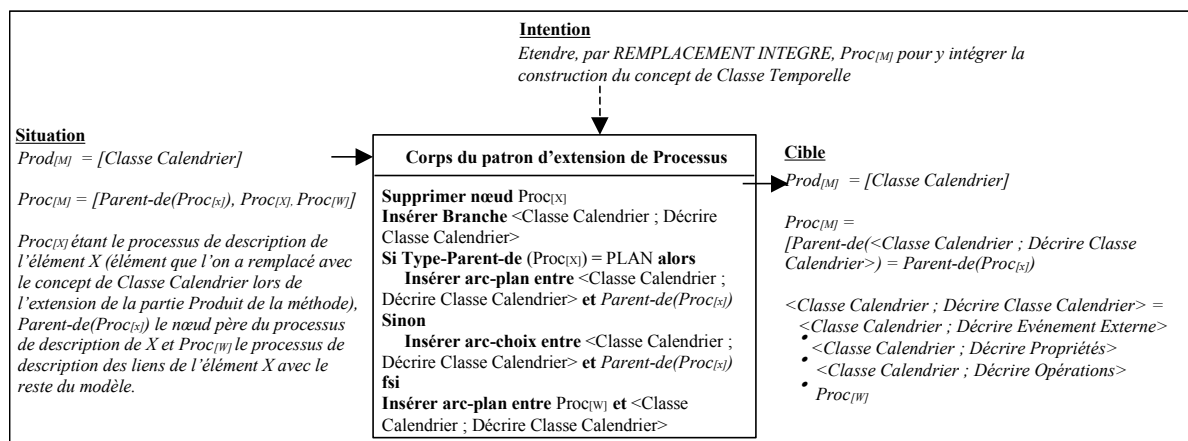 Intention
Etendre, par REMPLACEMENT INTEGRE, Proc[M] pour y intégrer la
construction du concept de Classe Temporelle
Situation
Prod[M] = [Classe Calendrier]
Proc[M] = [Parent-de(Proc[x]), Proc[X], Proc[W]]
Proc[X] étant le processus de description de
l'élément X (élément que l'on a remplacé avec
le concept de Classe Calendrier lors de
l'extension de la partie Produit de la méthode),
Parent-de(Proc[x]) le nœud père du processus
de description de X et Proc[W] le processus de
description des liens de l'élément X avec le
reste du modèle.
Corps du patron d'extension de Processus
Supprimer nœud Proc[X]
Insérer Branche <Classe Calendrier ; Décrire
Classe Calendrier>
Si Type-Parent-de (Proc[X]) = PLAN alors
Insérer arc-plan entre <Classe Calendrier ;
Décrire Classe Calendrier> et Parent-de(Proc[x])
Sinon
Insérer arc-choix entre <Classe Calendrier ;
Décrire Classe Calendrier> et Parent-de(Proc[x])
fsi
Insérer arc-plan entre Proc[W] et <Classe
Calendrier ; Décrire Classe Calendrier>
Cible
Prod[M] = [Classe Calendrier]
Proc[M] =
[Parent-de(<Classe Calendrier ; Décrire Classe
Calendrier>) = Parent-de(Proc[x])
<Classe Calendrier ; Décrire Classe Calendrier> =
<Classe Calendrier ; Décrire Evénement Externe>
• <Classe Calendrier ; Décrire Propriétés>
• <Classe Calendrier ; Décrire Opérations>
• Proc[W]